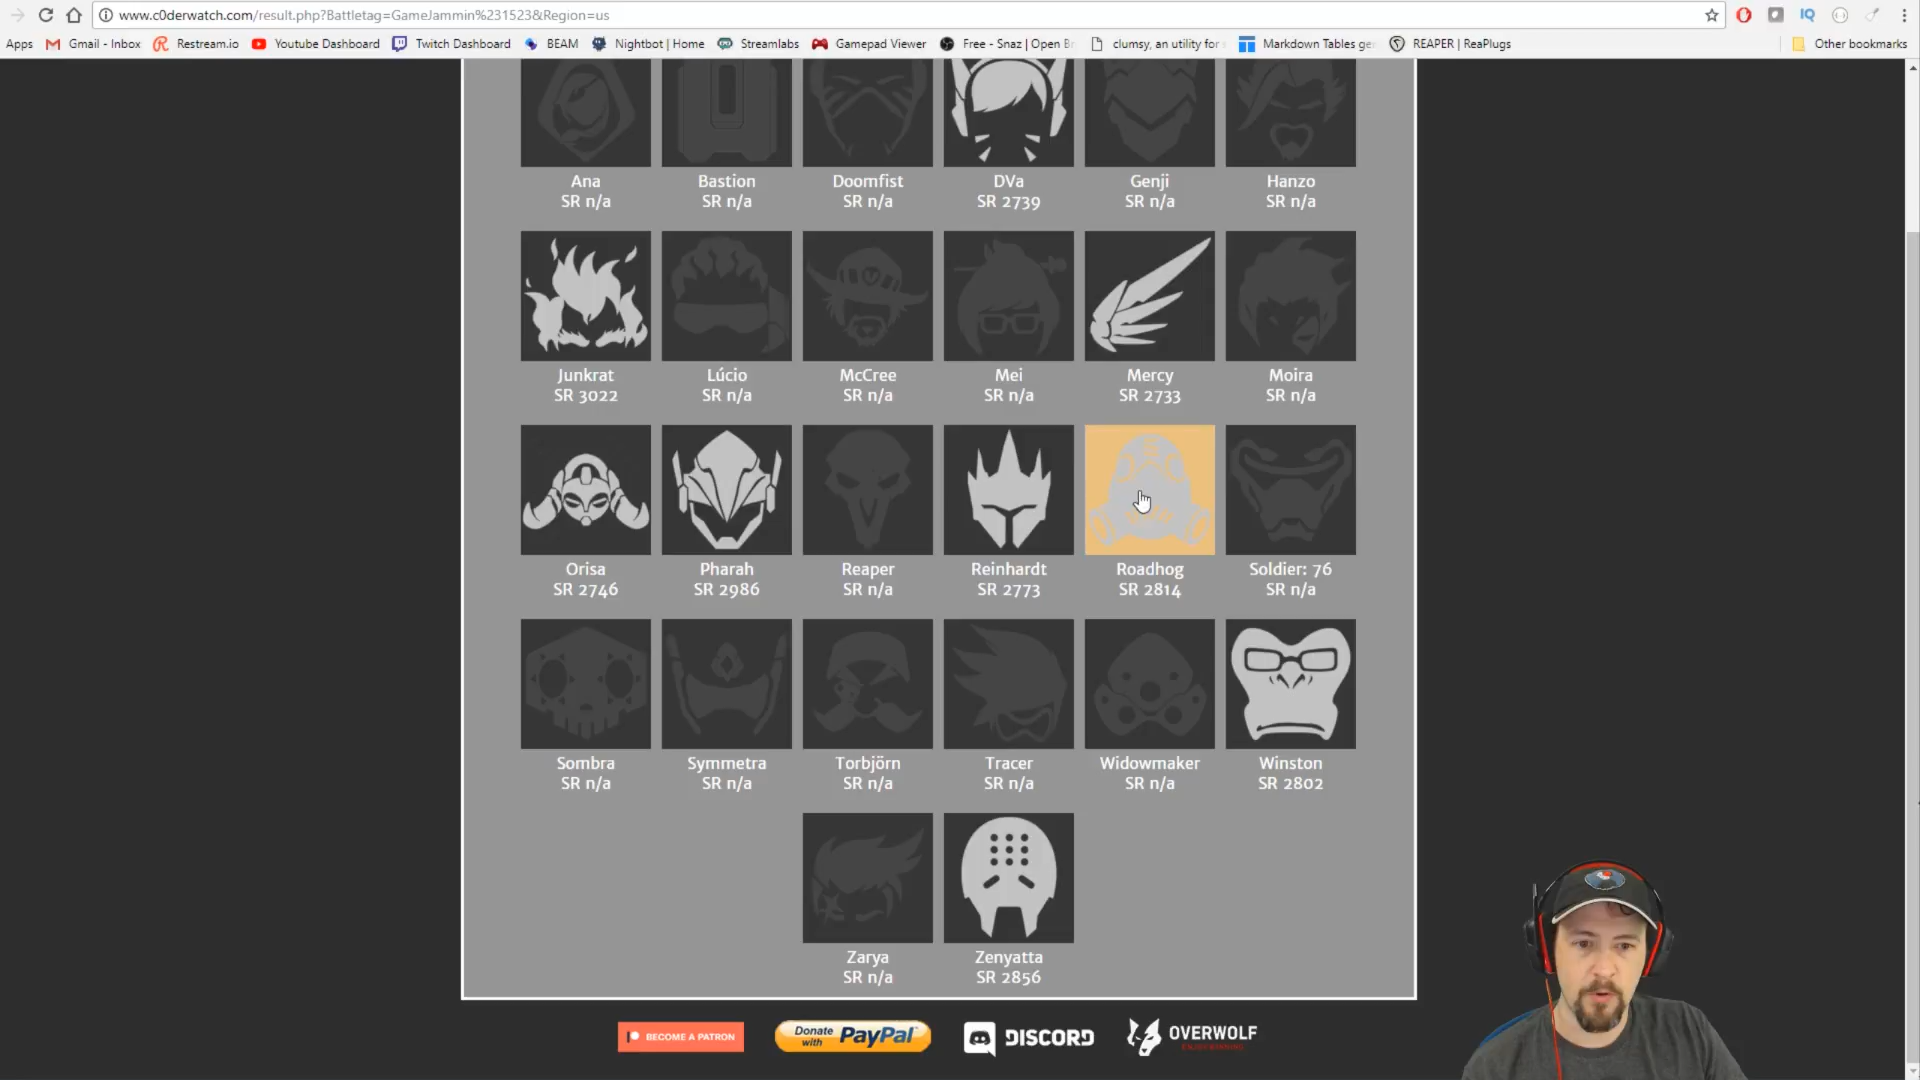 www.c0derwatch.com/result.php?Battletag=GameJammin%231523&Region=us
Apps Gmail - Inbox Restream.io Youtube Dashboard Twitch Dashboard BEAM Nightbot | Home Streamlabs Gamepad Viewer Free - Snaz | Open B clumsy, an utility for Markdown Tables ge REAPER | ReaPlugs Other bookmarks
Ana Bastion Doomfist DVa Genji Hanzo
SR n/a SR n/a SR n/a SR 2739 SR n/a SR n/a
Junkrat Lúcio McCree Mei Mercy Moira
SR 3022 SR n/a SR n/a SR n/a SR 2733 SR n/a
Orisa Pharah Reaper Reinhardt Roadhog Soldier: 76
SR 2746 SR 2986 SR n/a SR 2773 SR 2814 SR n/a
Sombra Symmetra Torbjörn Tracer Widowmaker Winston
SR n/a SR n/a SR n/a SR n/a SR n/a SR 2802
Zarya Zenyatta
SR n/a SR 2856
BECOME A PATRON Donate with PayPal DISCORD OVERWOLF